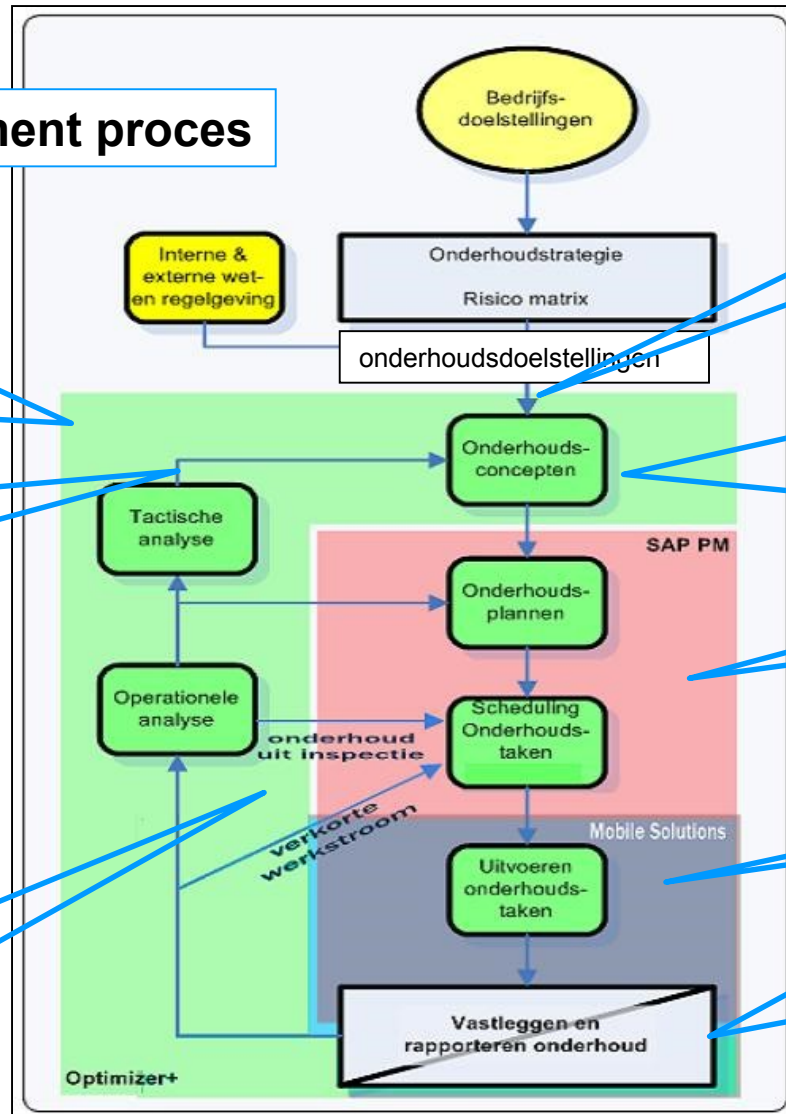 ment proces
Bedrijfs-
doelstellingen
Interne &
externe wet-
en regelgeving
Onderhoudstrategie
Risico matrix
onderhoudsdoelstellingen
Onderhouds-
concepten
Tactische
analyse
SAP PM
Onderhouds-
plannen
Operationele
analyse
Scheduling
Onderhouds-
taken
onderhoud
uit inspectie
verkorte
werkstroom
Mobile Solutions
Uitvoeren
onderhouds-
taken
Vastleggen en
rapporteren onderhoud
Optimizer+